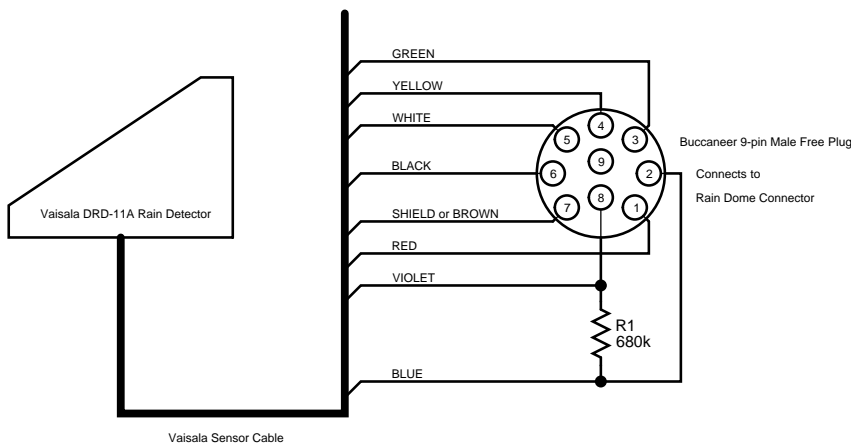 GREEN
YELLOW
WHITE
BLACK
SHIELD or BROWN
RED
VIOLET
BLUE
4
5
3
9
6
2
8
7
1
Buccaneer 9-pin Male Free Plug
Connects to
Rain Dome Connector
Vaisala DRD-11A Rain Detector
R1
680k
Vaisala Sensor Cable